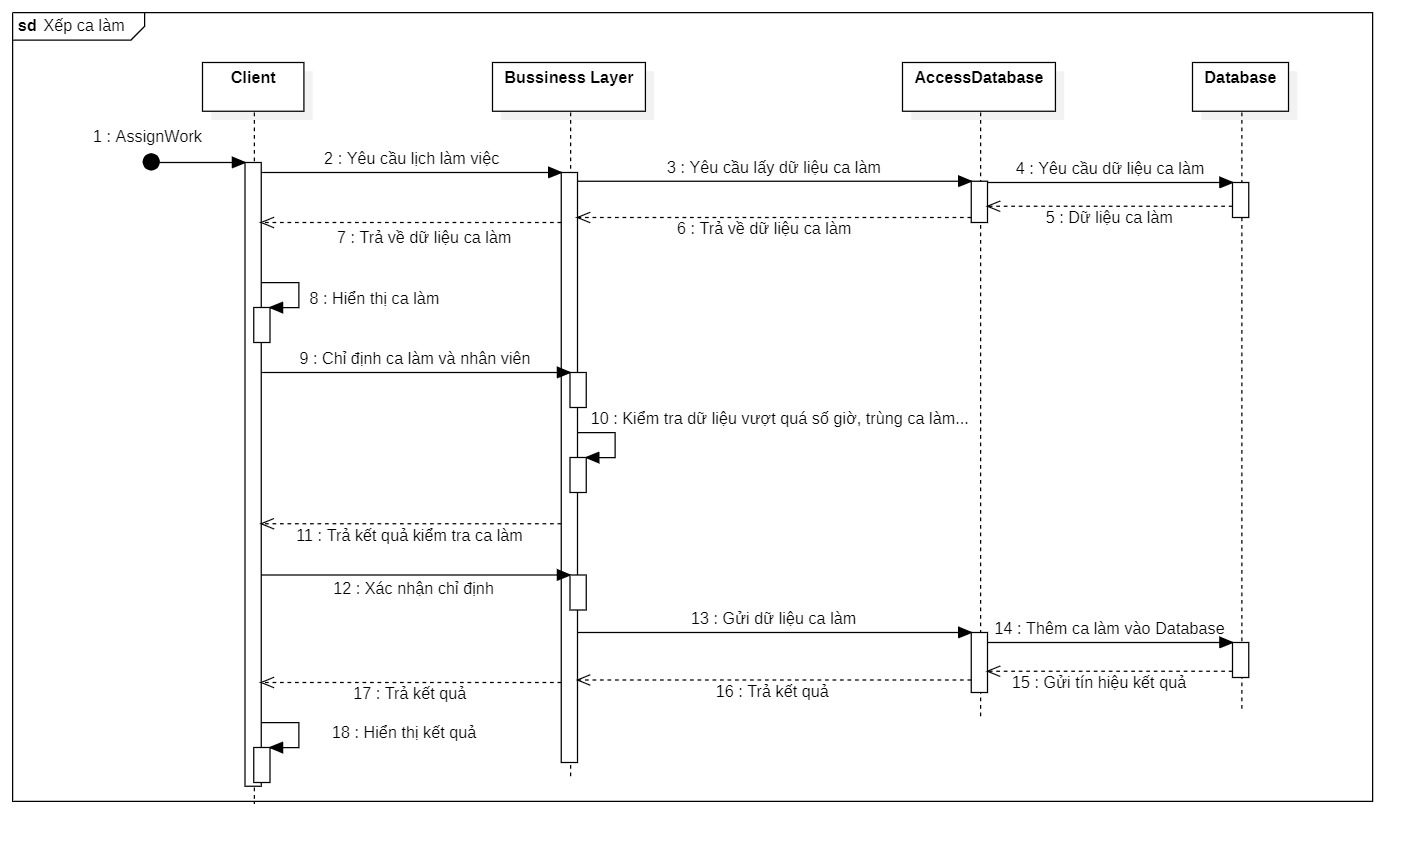 sd Xếp ca làm
Client
Bussiness Layer
AccessDatabase
Database
1 : AssignWork
2 : Yêu cầu lịch làm việc
3 : Yêu cầu lấy dữ liệu ca làm
4 : Yêu cầu dữ liệu ca làm
5 : Dữ liệu ca làm
6 : Trả về dữ liệu ca làm
7 : Trả về dữ liệu ca làm
8 : Hiển thị ca làm
9 : Chỉ định ca làm và nhân viên
10 : Kiểm tra dữ liệu vượt quá số giờ, trùng ca làm...
11 : Trả kết quả kiểm tra ca làm
12 : Xác nhận chỉ định
13 : Gửi dữ liệu ca làm
14 : Thêm ca làm vào Database
15 : Gửi tín hiệu kết quả
16 : Trả kết quả
17 : Trả kết quả
18 : Hiển thị kết quả